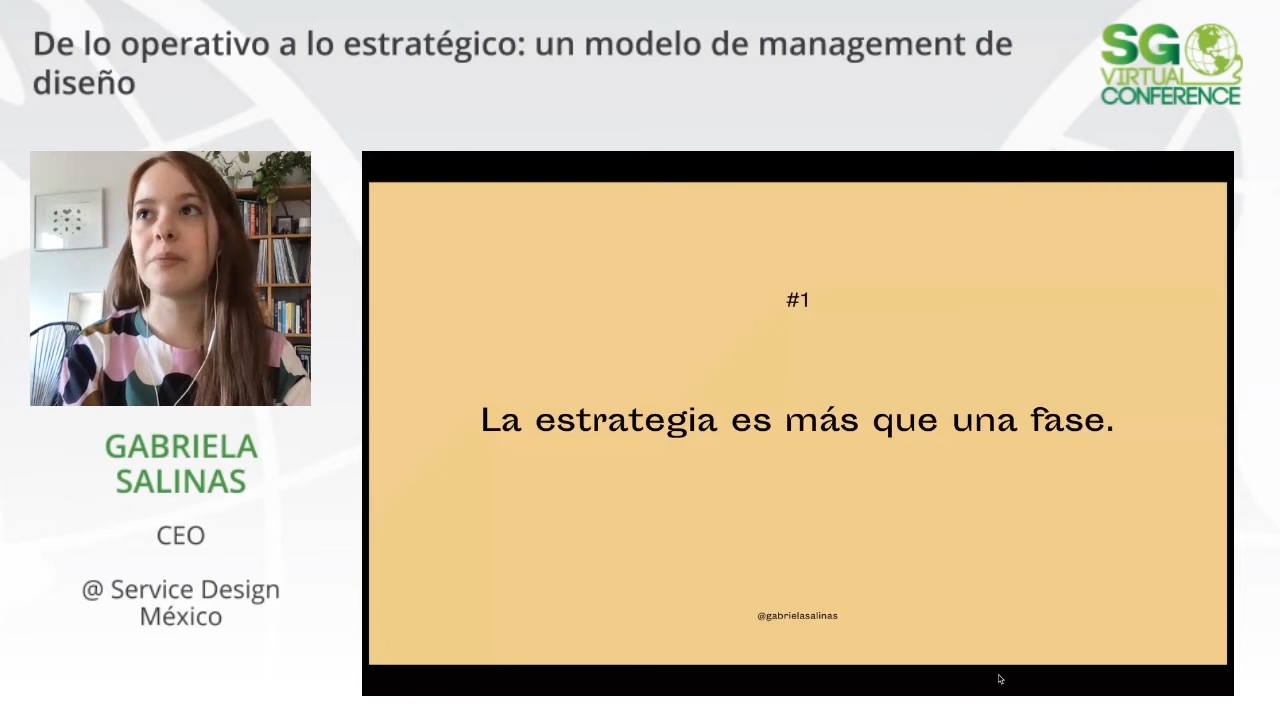 De lo operativo a lo estratégico: un modelo de management de
diseño
SG
VIRTUAL
CONFERENCE
GABRIELA
SALINAS
CEO
@ Service Design
México
#1
La estrategia es más que una fase.
@gabrielasalinas